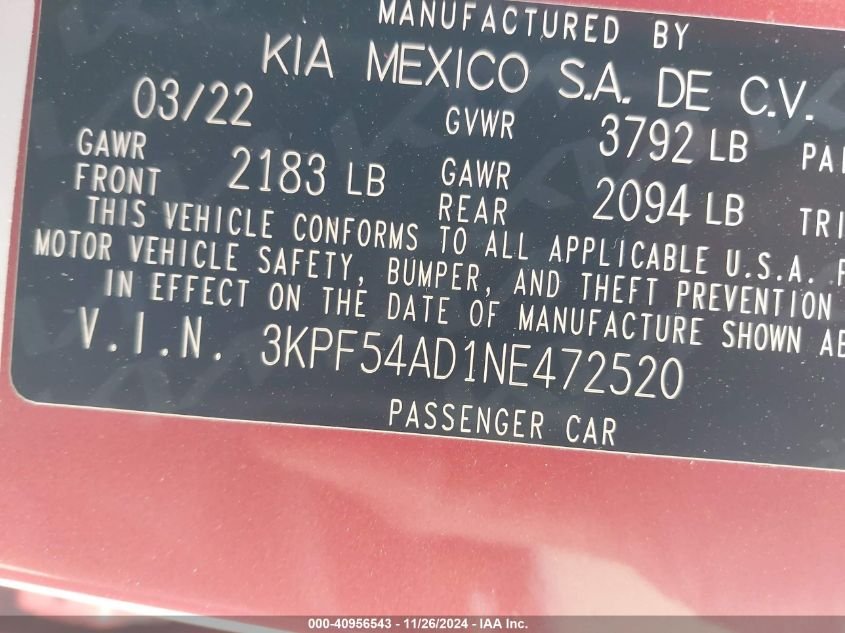 MANUFACTURED BY
KIA MEXICO S.A. DE C.V.
03/22 GVWR 3792 LB
GAWR FRONT 2183 LB GAWR REAR 2094 LB
THIS VEHICLE CONFORMS TO ALL APPLICABLE U.S.A.
MOTOR VEHICLE SAFETY, BUMPER, AND THEFT PREVENTION
IN EFFECT ON THE DATE OF MANUFACTURE SHOWN
V.I.N. 3KPF54AD1NE472520
PASSENGER CAR
000-40956543 - 11/26/2024 - IAA Inc.